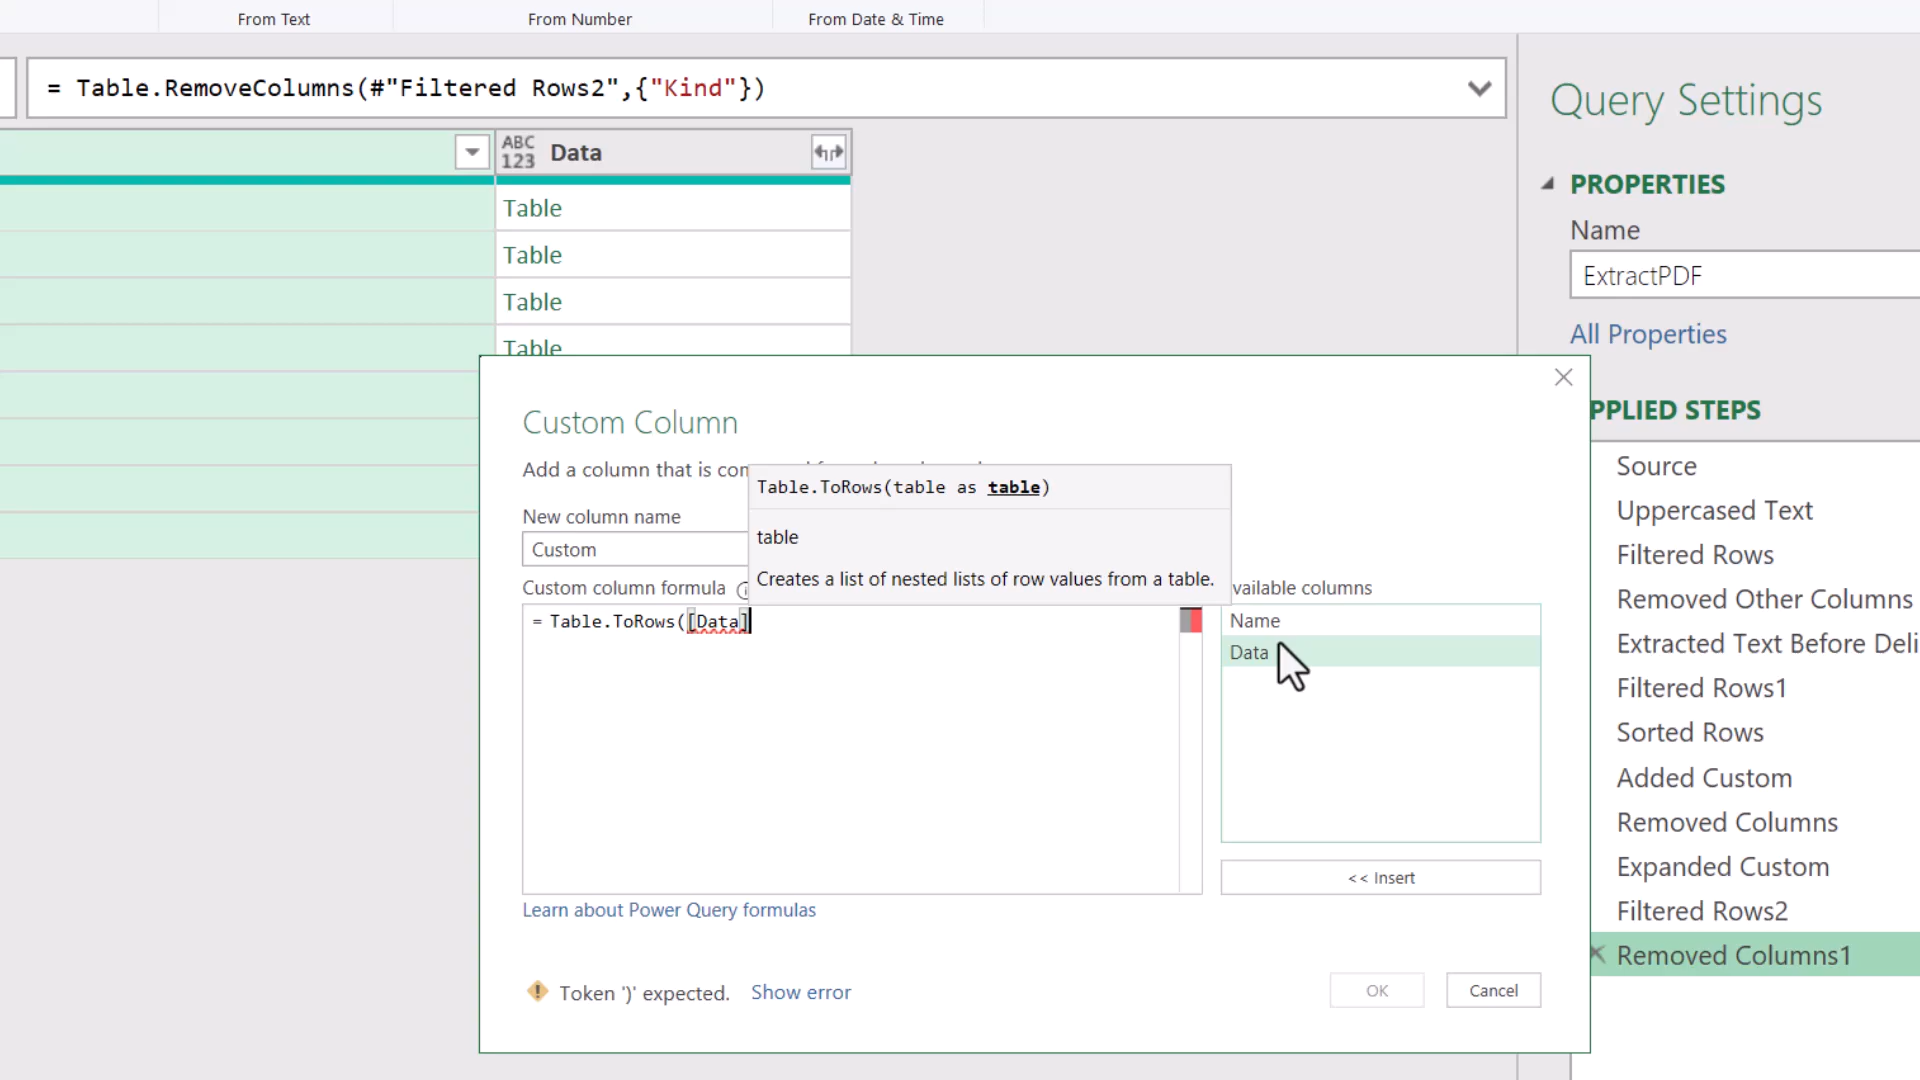 From Text
From Number
From Date & Time
= Table.RemoveColumns(#"Filtered Rows2",{"Kind"})
Query Settings
ABC
123
Data
Table
Table
Table
Table
PROPERTIES
Name
ExtractPDF
All Properties
PPLIED STEPS
Source
Uppercased Text
Filtered Rows
Removed Other Columns
Extracted Text Before Deli
Filtered Rows1
Sorted Rows
Added Custom
Removed Columns
Expanded Custom
Filtered Rows2
Removed Columns1
Custom Column
Add a column that is con
Table.ToRows(table as table)
table
Creates a list of nested lists of row values from a table.
New column name
Custom
Custom column formula
vailable columns
= Table.ToRows([Data]
Name
Data
<< Insert
Learn about Power Query formulas
Token ')' expected.
Show error
OK
Cancel